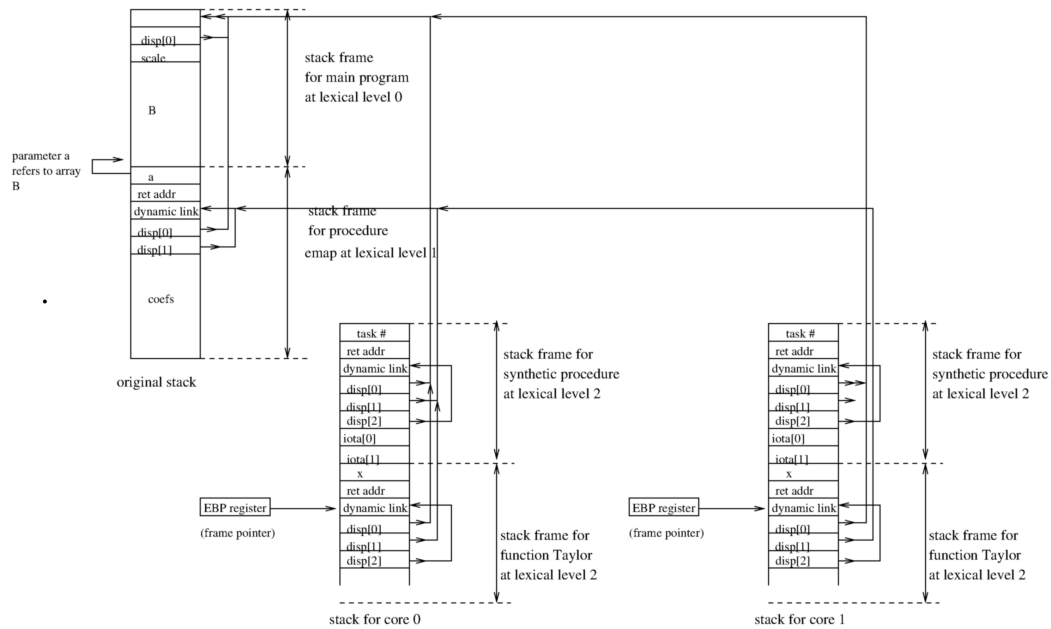 disp[0]
scale
B
stack frame
for main program
at lexical level 0
parameter a
refers to array
B
a
ret addr
dynamic link
disp[0]
disp[1]
coefs
stack frame
for procedure
emap at lexical level 1
original stack
task #
ret addr
dynamic link
disp[0]
disp[1]
disp[2]
iota[0]
iota[1]
x
ret addr
dynamic link
disp[0]
disp[1]
disp[2]
stack frame for
synthetic procedure
at lexical level 2
EBP register
(frame pointer)
stack frame for
function Taylor
at lexical level 2
stack for core 0
task #
ret addr
dynamic link
disp[0]
disp[1]
disp[2]
iota[0]
iota[1]
x
ret addr
dynamic link
disp[0]
disp[1]
disp[2]
stack frame for
synthetic procedure
at lexical level 2
EBP register
(frame pointer)
stack frame for
function Taylor
at lexical level 2
stack for core 1